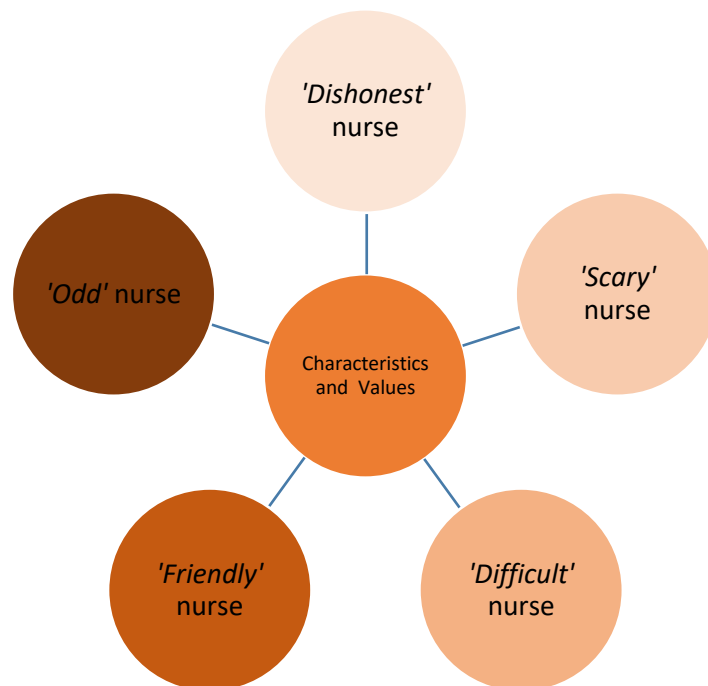 'Dishonest'
nurse
'Odd' nurse
'Scary'
nurse
Characteristics
and Values
'Friendly'
nurse
'Difficult'
nurse